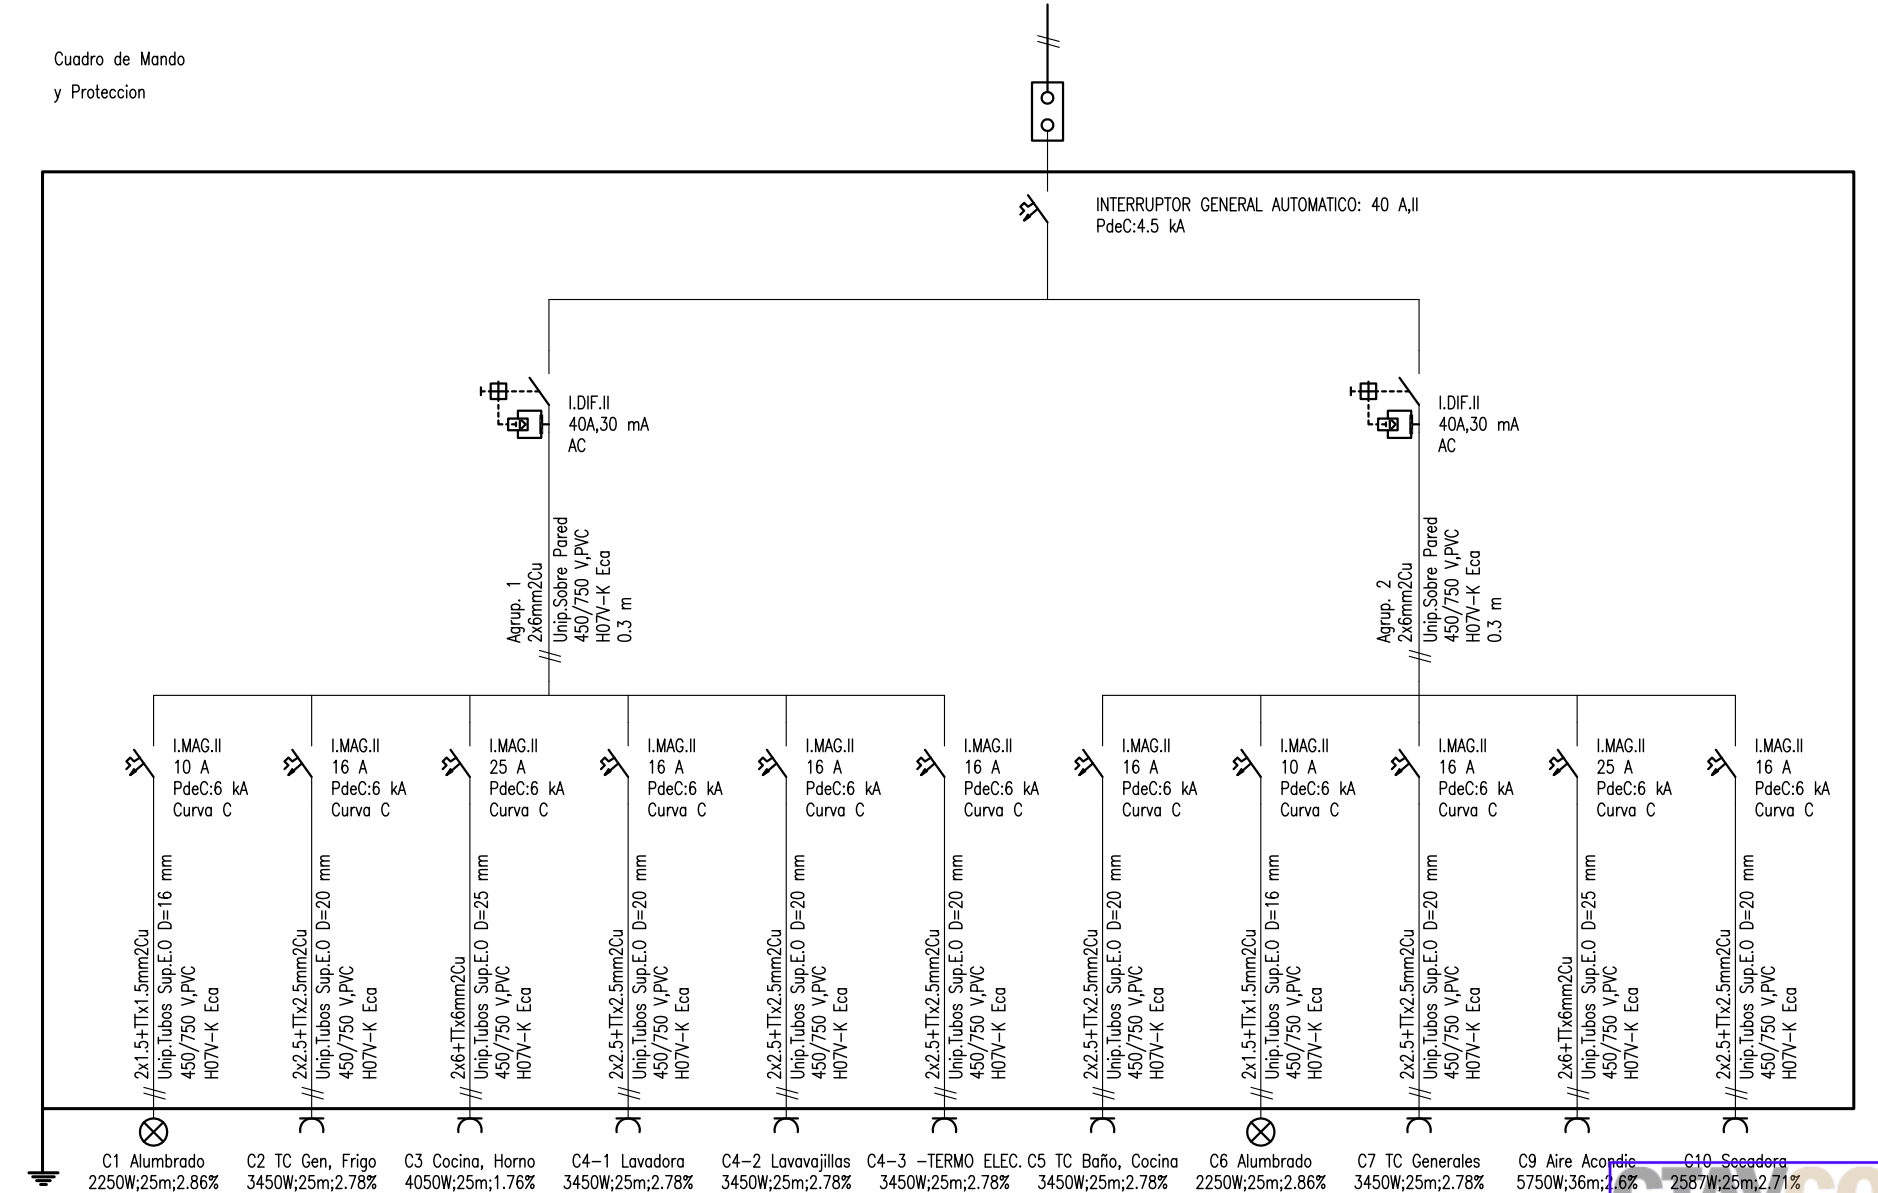 Cuadro de Mando
y Proteccion
INTERRUPTOR GENERAL AUTOMATICO: 40 A,II
PdeC:4.5 kA
I.DIF.II
40A,30 mA
AC
I.DIF.II
40A,30 mA
AC
Agrup. 1
2x6mm2Cu
Unip.Sobre Pared
450/750 V,PVC
H07V-K Eca
0.3 m
Agrup. 2
2x6mm2Cu
Unip.Sobre Pared
450/750 V,PVC
H07V-K Eca
0.3 m
I.MAG.II
10 A
PdeC:6 kA
Curva C
I.MAG.II
16 A
PdeC:6 kA
Curva C
I.MAG.II
25 A
PdeC:6 kA
Curva C
I.MAG.II
16 A
PdeC:6 kA
Curva C
I.MAG.II
16 A
PdeC:6 kA
Curva C
I.MAG.II
16 A
PdeC:6 kA
Curva C
I.MAG.II
16 A
PdeC:6 kA
Curva C
I.MAG.II
10 A
PdeC:6 kA
Curva C
I.MAG.II
16 A
PdeC:6 kA
Curva C
I.MAG.II
25 A
PdeC:6 kA
Curva C
I.MAG.II
16 A
PdeC:6 kA
Curva C
2x1.5+TTx1.5mm2Cu
Unip.Tubos Sup.E.O D=16 mm
450/750 V,PVC
H07V-K Eca
2x2.5+TTx2.5mm2Cu
Unip.Tubos Sup.E.O D=20 mm
450/750 V,PVC
H07V-K Eca
2x6+TTx6mm2Cu
Unip.Tubos Sup.E.O D=25 mm
450/750 V,PVC
H07V-K Eca
2x2.5+TTx2.5mm2Cu
Unip.Tubos Sup.E.O D=20 mm
450/750 V,PVC
H07V-K Eca
2x2.5+TTx2.5mm2Cu
Unip.Tubos Sup.E.O D=20 mm
450/750 V,PVC
H07V-K Eca
2x2.5+TTx2.5mm2Cu
Unip.Tubos Sup.E.O D=20 mm
450/750 V,PVC
H07V-K Eca
2x2.5+TTx2.5mm2Cu
Unip.Tubos Sup.E.O D=20 mm
450/750 V,PVC
H07V-K Eca
2x1.5+TTx1.5mm2Cu
Unip.Tubos Sup.E.O D=16 mm
450/750 V,PVC
H07V-K Eca
2x2.5+TTx2.5mm2Cu
Unip.Tubos Sup.E.O D=20 mm
450/750 V,PVC
H07V-K Eca
2x6+TTx6mm2Cu
Unip.Tubos Sup.E.O D=25 mm
450/750 V,PVC
H07V-K Eca
2x2.5+TTx2.5mm2Cu
Unip.Tubos Sup.E.O D=20 mm
450/750 V,PVC
H07V-K Eca
C1 Alumbrado
2250W;25m;2.86%
C2 TC Gen, Frigo
3450W;25m;2.78%
C3 Cocina, Horno
4050W;25m;1.76%
C4-1 Lavadora
3450W;25m;2.78%
C4-2 Lavavajillas
3450W;25m;2.78%
C4-3 -TERMO ELEC.
3450W;25m;2.78%
C5 TC Baño, Cocina
3450W;25m;2.78%
C6 Alumbrado
2250W;25m;2.86%
C7 TC Generales
3450W;25m;2.78%
C9 Aire Acondic
5750W;36m;2.6%
C10 Secadora
2587W;25m;2.71%